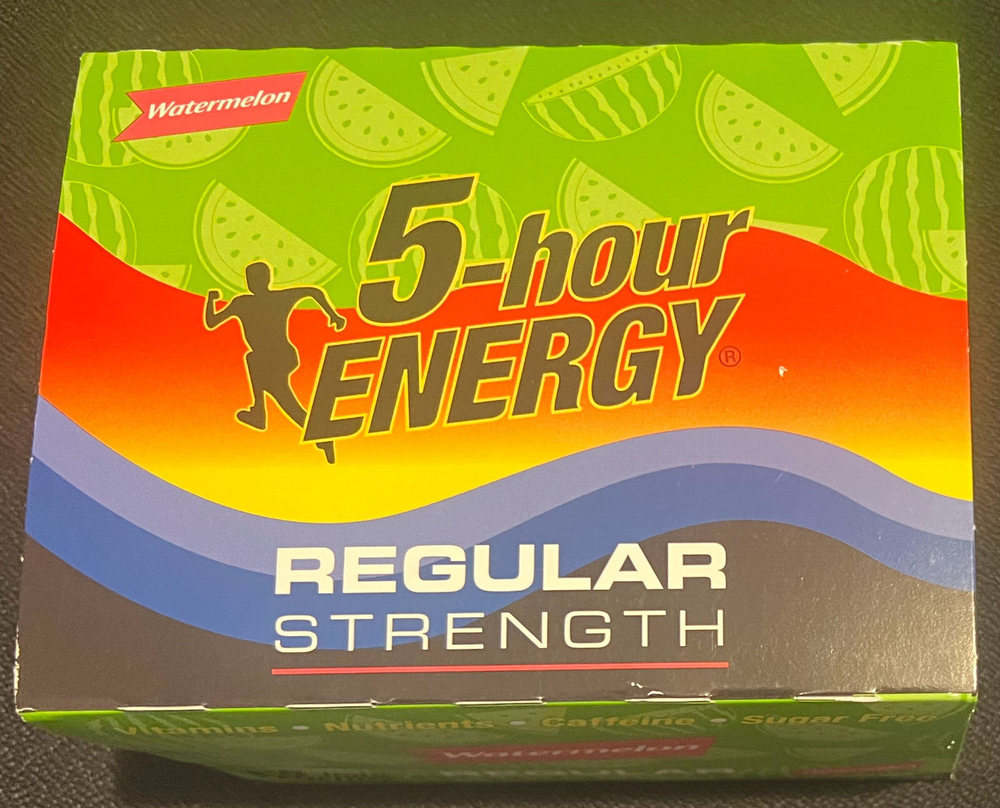 Watermelon
5-hour
ENERGY®
REGULAR
STRENGTH
Vitamins • Nutrients • Caffeine • Sugar Free
Watermelon